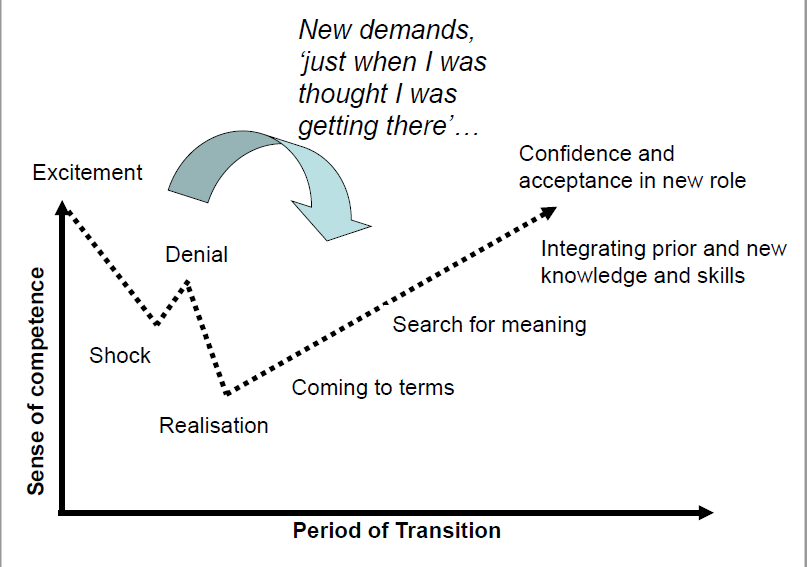 New demands,
‘just when I was
thought I was
getting there’…
Excitement
Confidence and
acceptance in new role
Denial
Integrating prior and new
knowledge and skills
Shock
Search for meaning
Coming to terms
Realisation
Sense of competence
Period of Transition